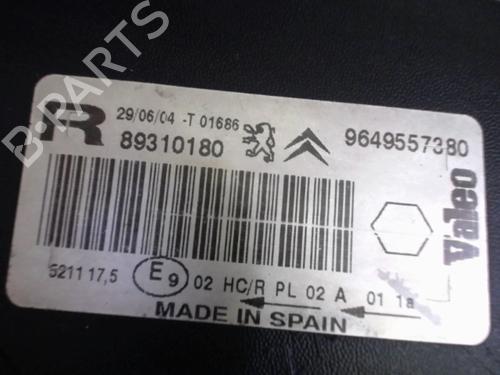 B-PARTS
R
29/06/04 -T 01686
89310180
9649557380
Valeo
5211 17,5
E9 02 HC/R PL 02 A 01 1a
MADE IN SPAIN